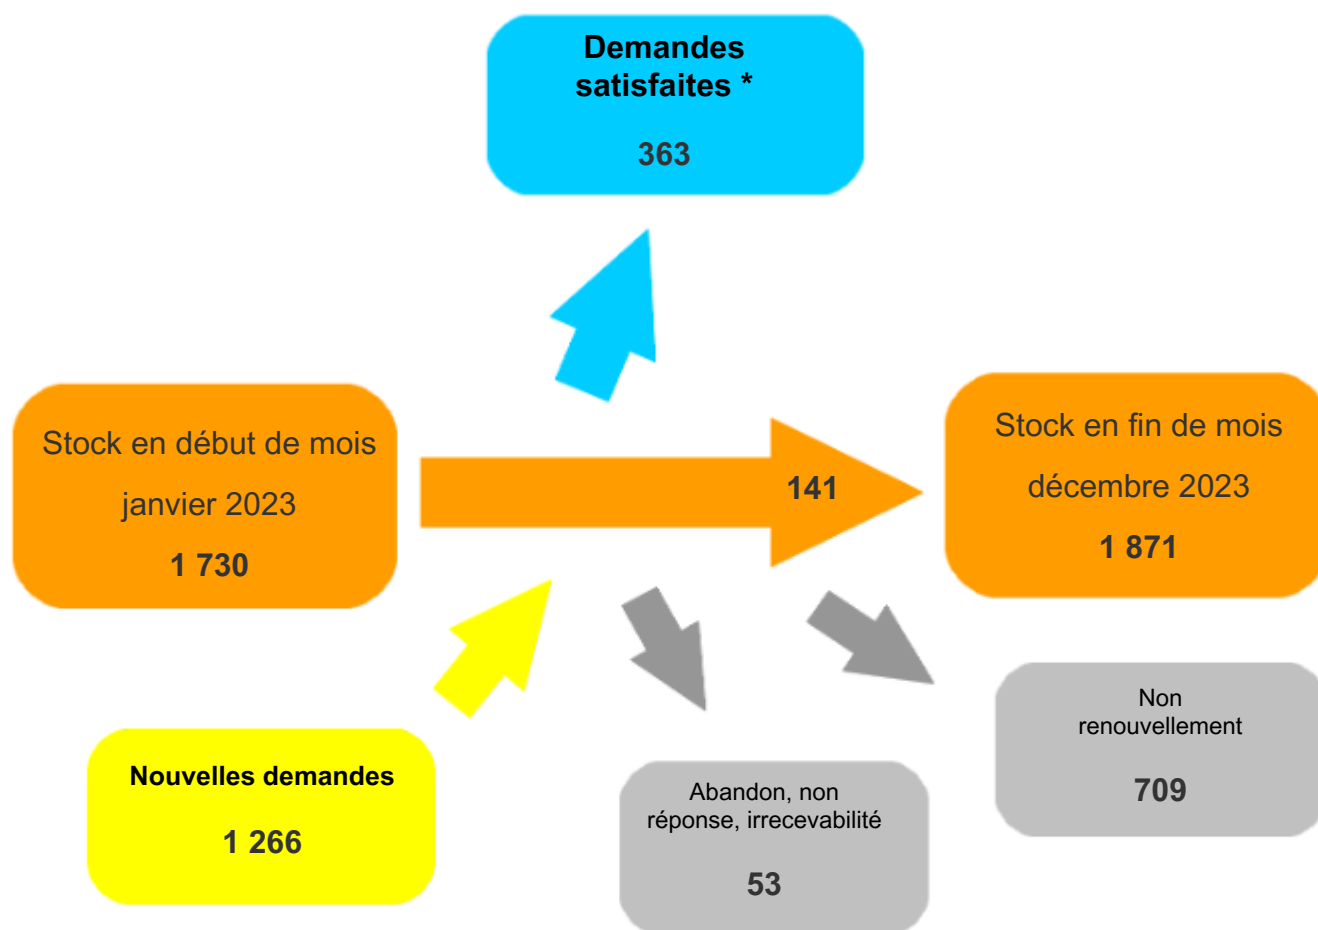 Demandes
satisfaites *
363
Stock en début de mois
janvier 2023
1 730
141
Stock en fin de mois
décembre 2023
1 871
Nouvelles demandes
1 266
Abandon, non
réponse, irrecevabilité
53
Non
renouvellement
709